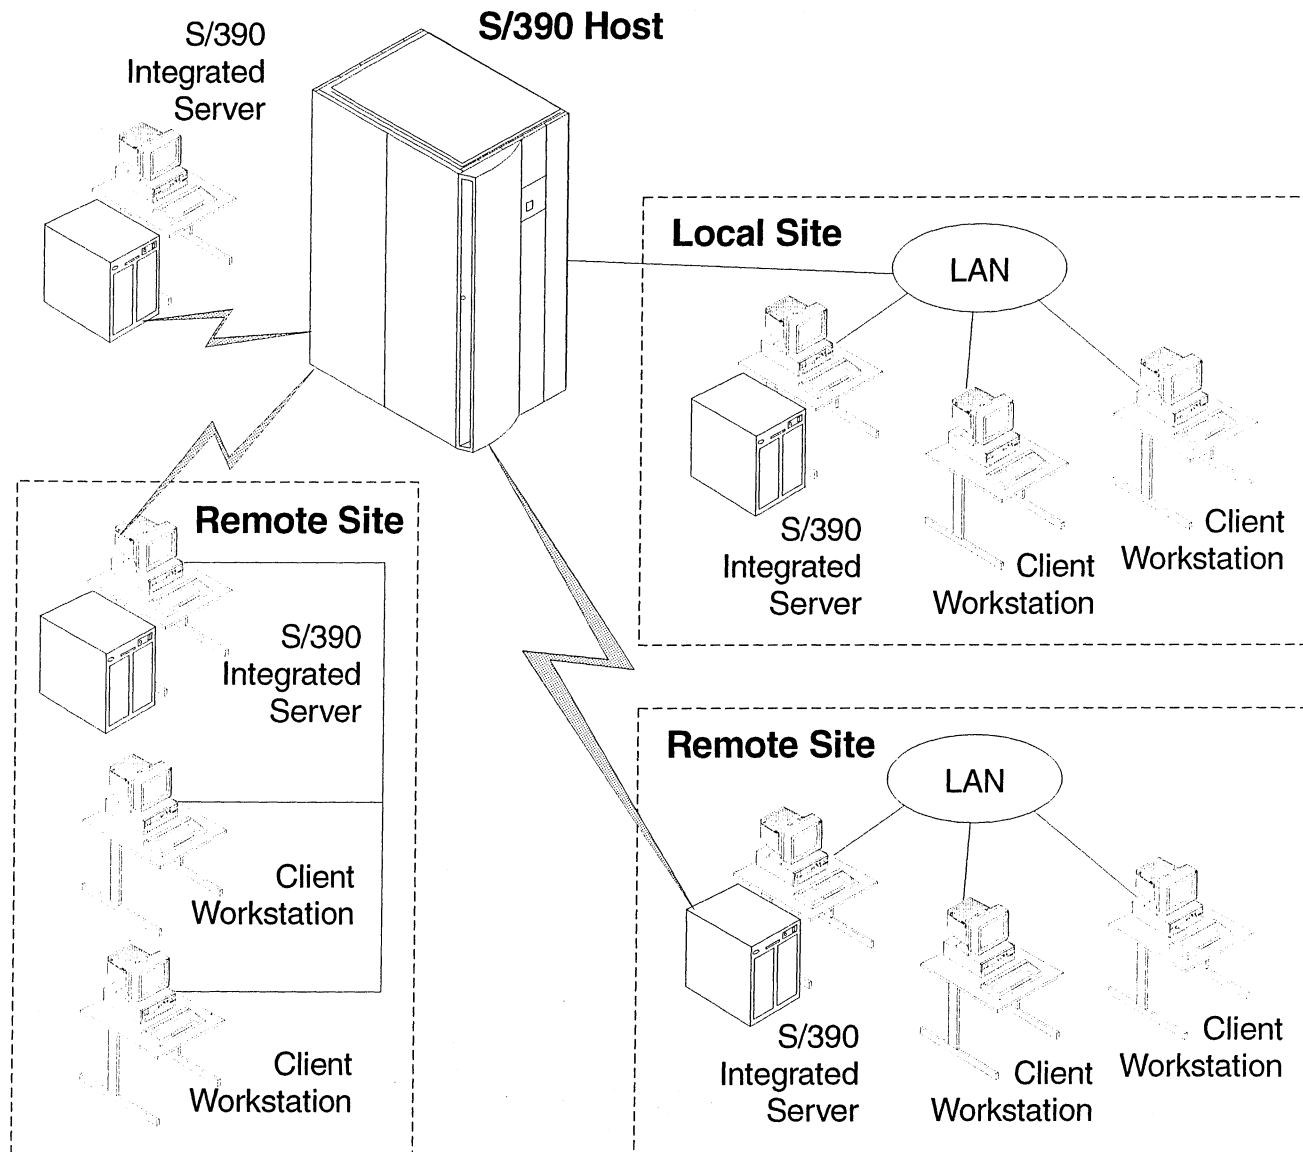 S/390 Host
S/390
Integrated
Server
Local Site
LAN
S/390
Integrated
Server
Client
Workstation
Client
Workstation
Remote Site
S/390
Integrated
Server
Client
Workstation
Client
Workstation
Remote Site
LAN
S/390
Integrated
Server
Client
Workstation
Client
Workstation